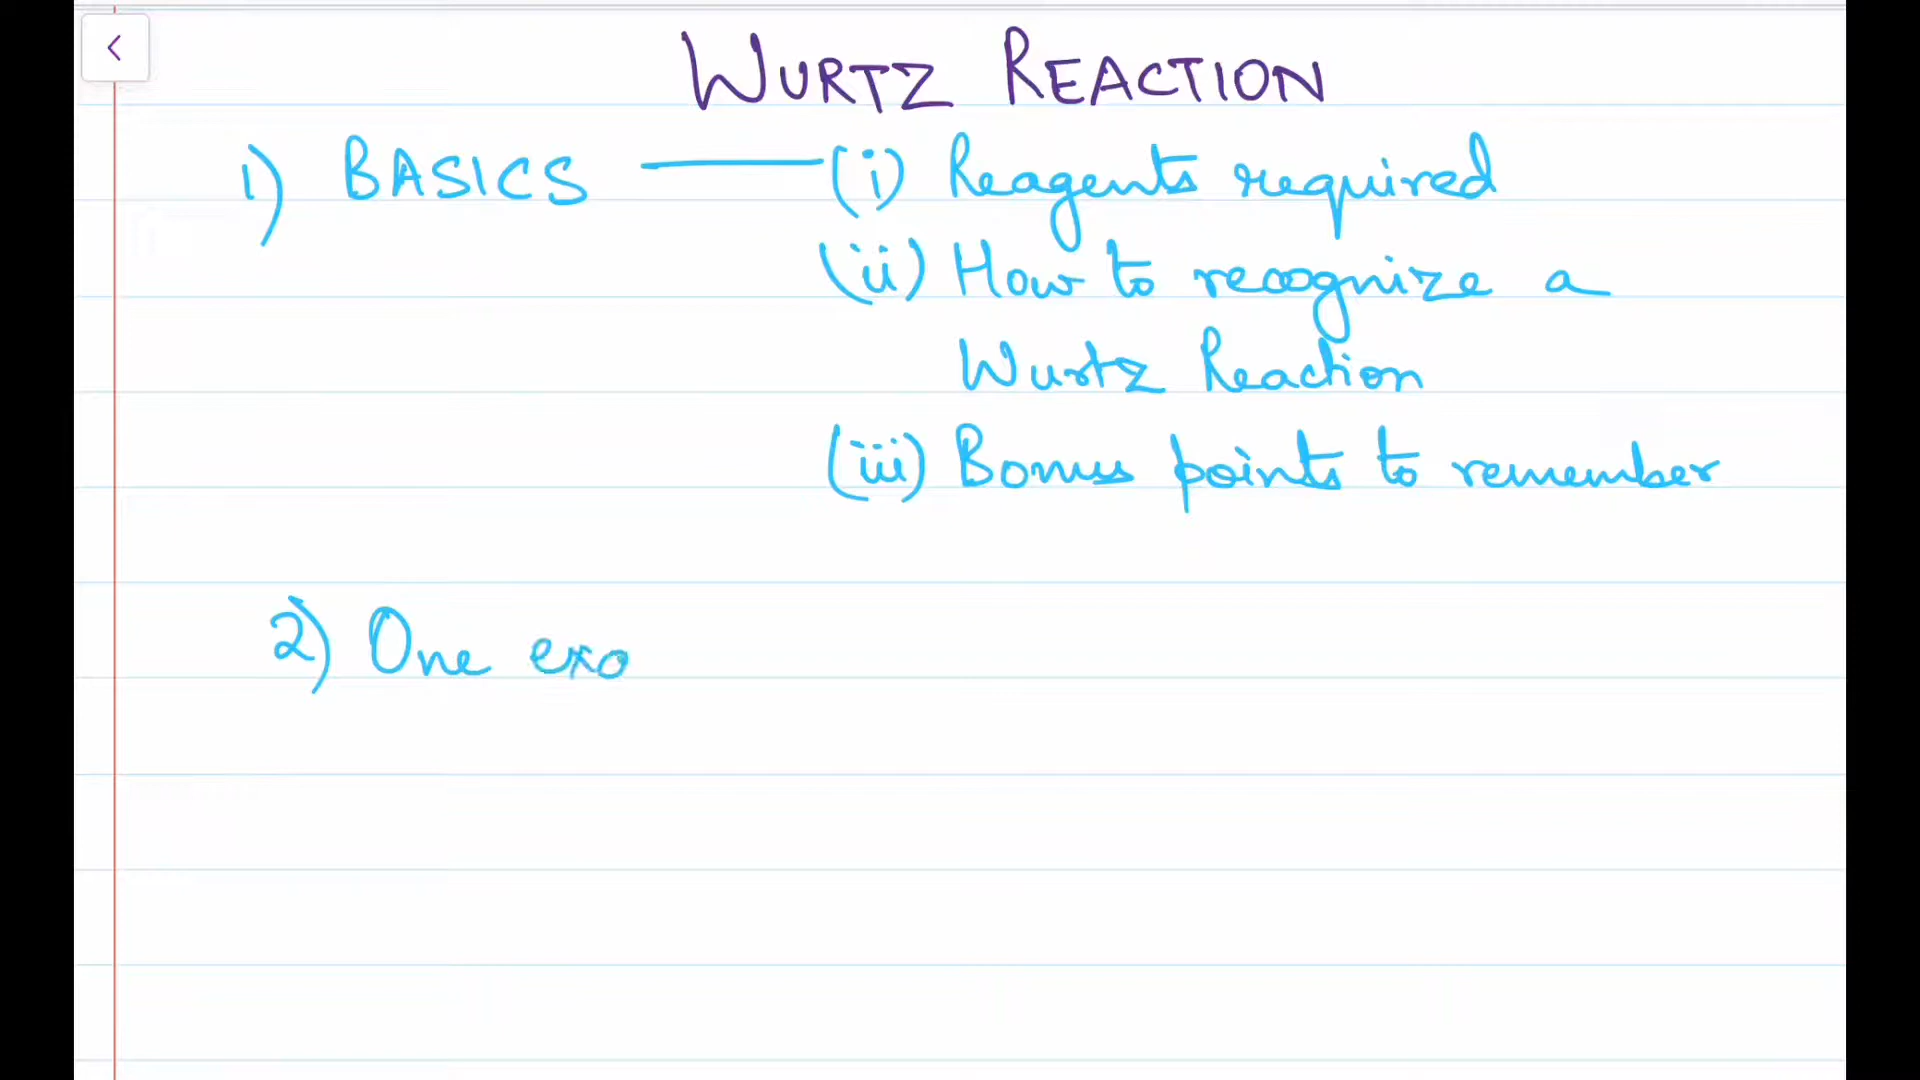 WURTZ REACTION
1) BASICS — (i) Reagents required
(ii) How to recognize a
Wurtz Reaction
(iii) Bonus points to remember
2) One exa